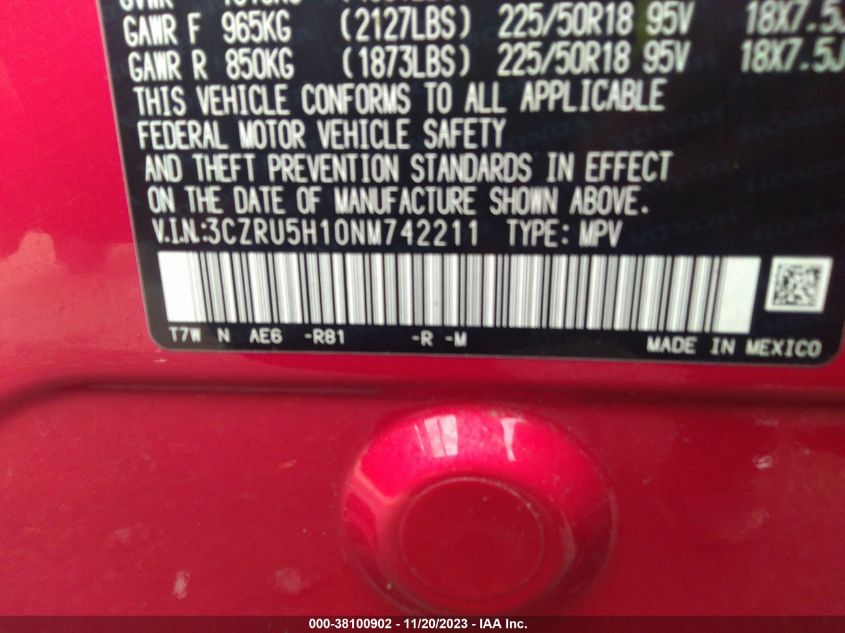 GAWR F 965KG (2127LBS) 225/50R18 95V 18X7.5J
GAWR R 850KG (1873LBS) 225/50R18 95V 18X7.5J
THIS VEHICLE CONFORMS TO ALL APPLICABLE
FEDERAL MOTOR VEHICLE SAFETY
AND THEFT PREVENTION STANDARDS IN EFFECT
ON THE DATE OF MANUFACTURE SHOWN ABOVE.
V.I.N.:3CZRU5H10NM742211 TYPE: MPV
T7W N AE6 -R81 -R -M MADE IN MEXICO
000-38100902 - 11/20/2023 - IAA Inc.